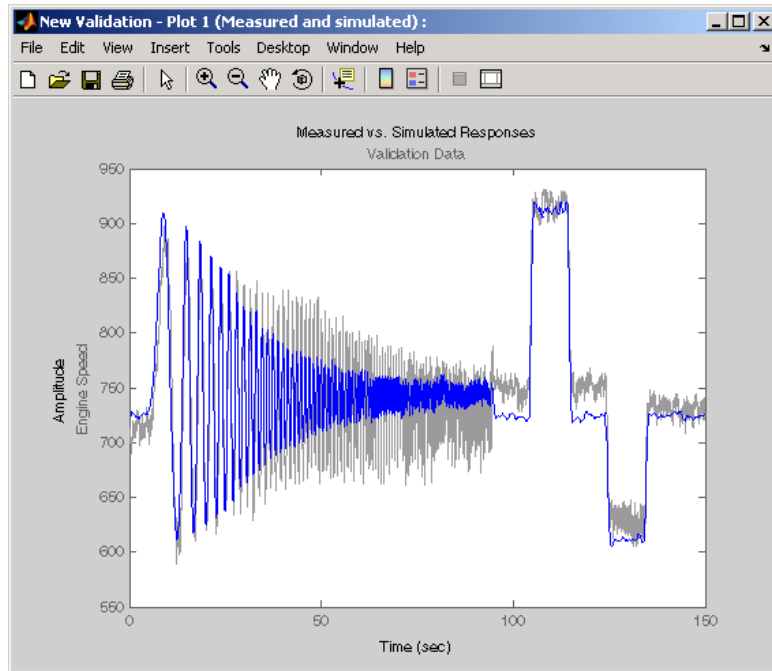 New Validation - Plot 1 (Measured and simulated) :
File Edit View Insert Tools Desktop Window Help
Measured vs. Simulated Responses
Validation Data
950
900
850
800
750
700
650
600
550
Amplitude
Engine Speed
0 50 100 150
Time (sec)